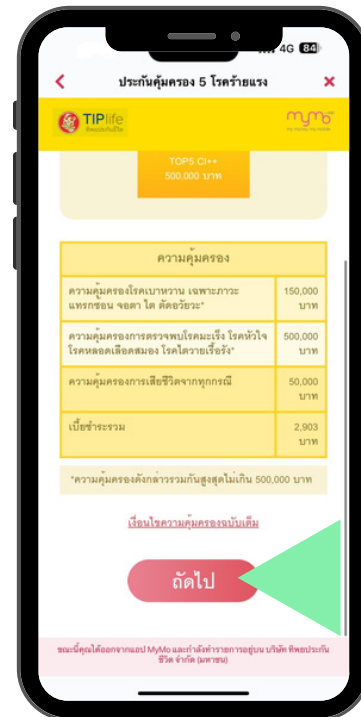 4G 84
ประกันคุ้มครอง 5 โรคร้ายแรง
TIPlife
ทิพยประกันชีวิต
mymo
my money my mobile
TOP5 CI++
500,000 บาท
ความคุ้มครอง
ความคุ้มครองโรคเบาหวาน เฉพาะภาวะ
แทรกซ้อน จอตา ไต ตัดอวัยวะ*
150,000
บาท
ความคุ้มครองการตรวจพบโรคมะเร็ง โรคหัวใจ
โรคหลอดเลือดสมอง โรคไตวายเรื้อรัง*
500,000
บาท
ความคุ้มครองการเสียชีวิตจากทุกกรณี
50,000
บาท
เบี้ยชำระรวม
2,903
บาท
*ความคุ้มครองดังกล่าวรวมกันสูงสุดไม่เกิน 500,000 บาท
เงื่อนไขความคุ้มครองฉบับเต็ม
ถัดไป
ขณะนี้คุณได้ออกจากแอป MyMo และกำลังทำรายการอยู่บน บริษัท ทิพยประกัน
ชีวิต จำกัด (มหาชน)